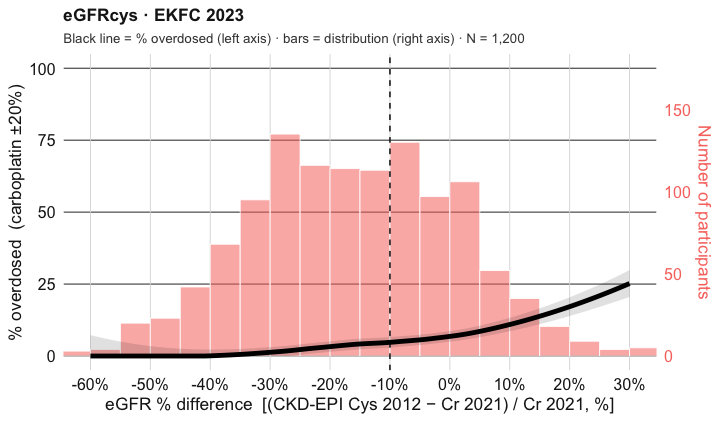 eGFRcys · EKFC 2023
Black line = % overdosed (left axis) · bars = distribution (right axis) · N = 1,200
% overdosed (carboplatin ±20%)
100
75
50
25
0
150
100
50
0
Number of participants
-60% -50% -40% -30% -20% -10% 0% 10% 20% 30%
eGFR % difference [(CKD-EPI Cys 2012 − Cr 2021) / Cr 2021, %]